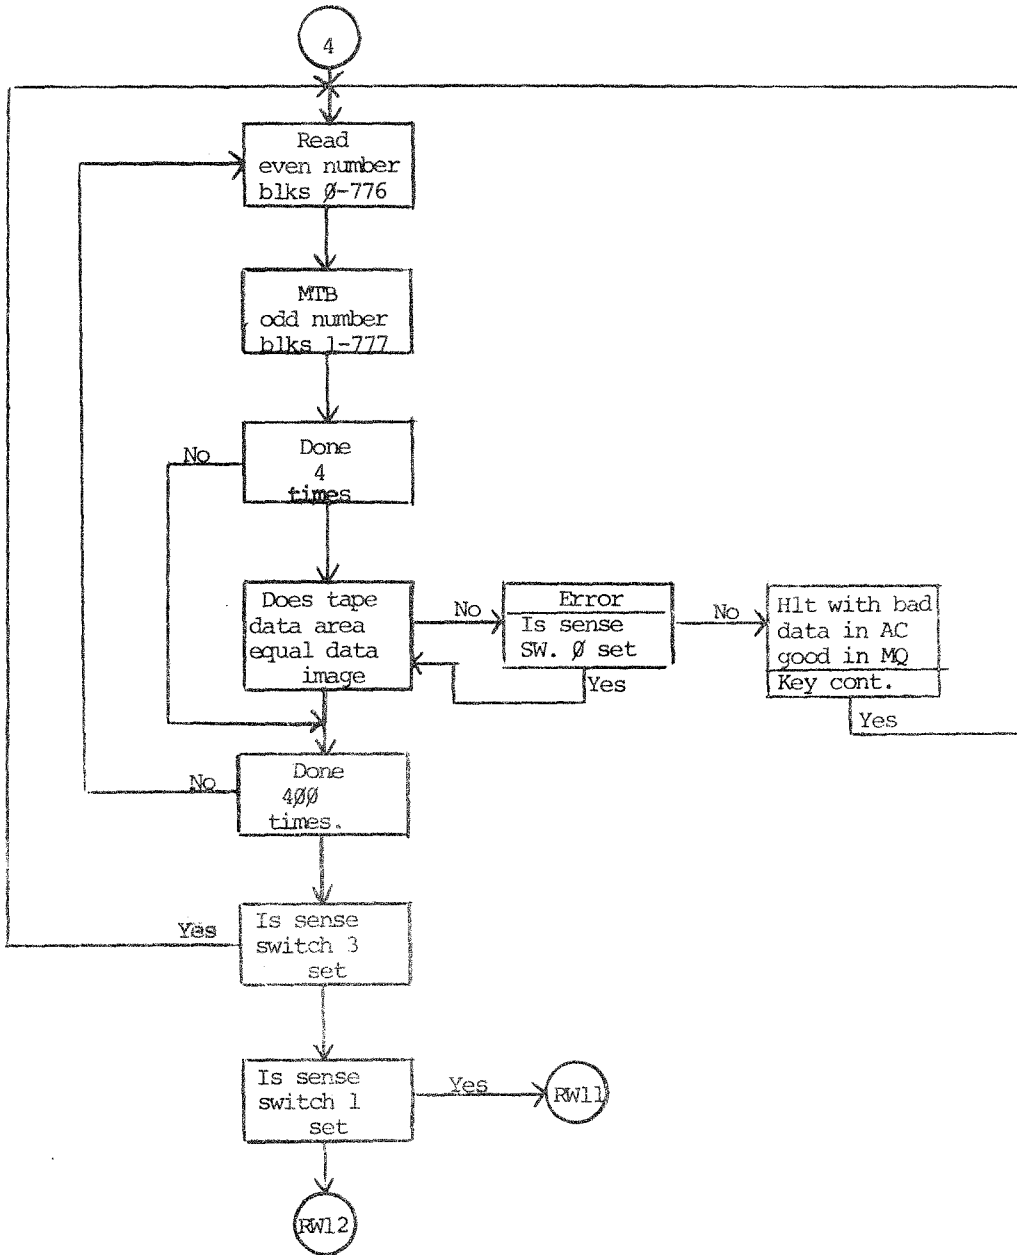 4
Read
even number
blks Ø-776
MTB
odd number
blks 1-777
Done
4
times
No
Does tape
data area
equal data
image
No
Error
Is sense
SW. Ø set
Yes
No
Hlt with bad
data in AC
good in MQ
Key cont.
Yes
Done
4ØØ
times.
No
Is sense
switch 3
set
Yes
Is sense
switch 1
set
Yes
RW11
RW12